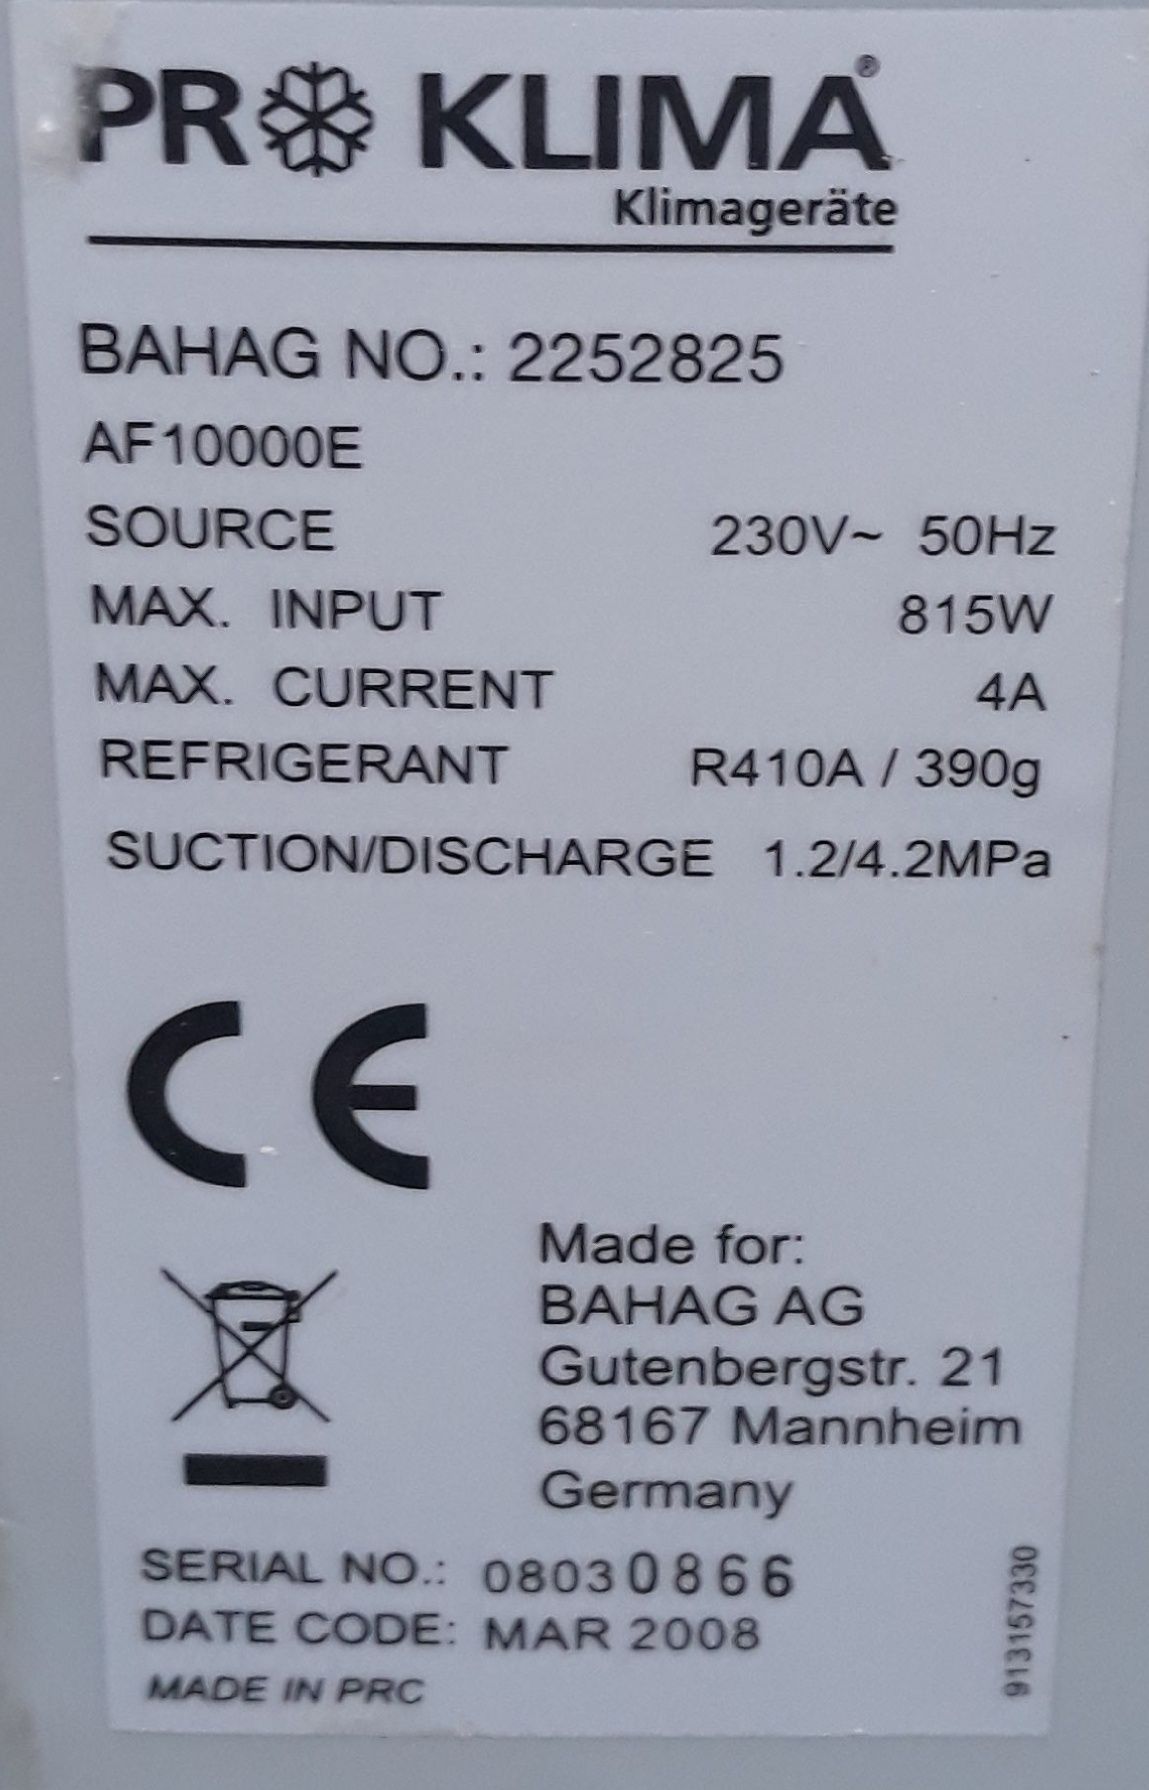 PRO KLIMA®
Klimageräte
BAHAG NO.: 2252825
AF10000E
SOURCE 230V~ 50Hz
MAX. INPUT 815W
MAX. CURRENT 4A
REFRIGERANT R410A / 390g
SUCTION/DISCHARGE 1.2/4.2MPa
CE
Made for:
BAHAG AG
Gutenbergstr. 21
68167 Mannheim
Germany
SERIAL NO.: 08030866
DATE CODE: MAR 2008
MADE IN PRC
9131157330